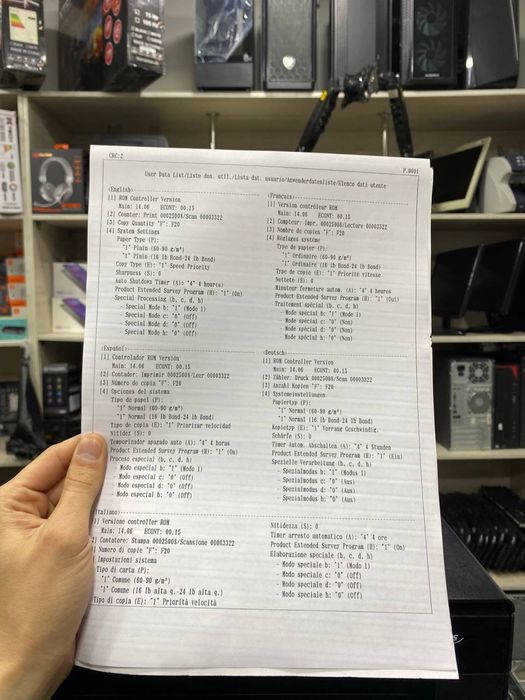 CRC:2
P.0001
User Data List/Liste don. util./Lista dat. usuario/Anwenderdatenliste/Elenco dati utente
<English>
[1] ROM Controller Version
Main: 14.06 ECONT: 00.15
[2] Counter: Print 00025008/Scan 00003322
[3] Copy Quantity "F": F20
[4] System Settings
Paper Type (P):
"1" Plain (60-90 g/m²)
"1" Plain (16 lb Bond-24 lb Bond)
Copy Type (E): "1" Speed Priority
Sharpness (S): 0
Auto Shutdown Timer (A): "4" 4 hour(s)
Product Extended Survey Program (H): "1" (On)
Special Processing (b, c, d, h)
- Special Mode b: "1" (Mode 1)
- Special Mode c: "0" (Off)
- Special Mode d: "0" (Off)
- Special Mode h: "0" (Off)
<Français>
[1] Version contrôleur ROM
Main: 14.06 ECONT: 00.15
[2] Compteur: Impr. 00025008/Lecture 00003322
[3] Nombre de copies "F": F20
[4] Réglages système
Type de papier (P):
"1" Ordinaire (60-90 g/m²)
"1" Ordinaire (16 lb Bond-24 lb Bond)
Type de copie (E): "1" Priorité vitesse
Netteté (S): 0
Minuteur fermeture autom. (A): "4" 4 heures
Product Extended Survey Program (H): "1" (Oui)
Traitement spécial (b, c, d, h)
- Mode spécial b: "1" (Mode 1)
- Mode spécial c: "0" (Non)
- Mode spécial d: "0" (Non)
- Mode spécial h: "0" (Non)
<Español>
[1] Controlador ROM Versión
Main: 14.06 ECONT: 00.15
[2] Contador: Imprimir 00025008/Leer 00003322
[3] Número de copia "F": F20
[4] Opciones del sistema
Tipo de papel (P):
"1" Normal (60-90 g/m²)
"1" Normal (16 lb Bond-24 lb Bond)
Tipo de copia (E): "1" Priorizar velocidad
Nitidez (S): 0
Temporizador apagado auto (A): "4" 4 horas
Product Extended Survey Program (H): "1" (On)
Proceso especial (b, c, d, h)
- Modo especial b: "1" (Modo 1)
- Modo especial c: "0" (Off)
- Modo especial d: "0" (Off)
- Modo especial h: "0" (Off)
<Deutsch>
[1] ROM Controller Version
Main: 14.06 ECONT: 00.15
[2] Zähler: Druck 00025008/Scan 00003322
[3] Anzahl Kopien "F": F20
[4] Systemeinstellungen
Papiertyp (P):
"1" Normal (60-90 g/m²)
"1" Normal (16 lb Bond-24 lb Bond)
Kopietyp (E): "1" Vorrang Geschwindig.
Schärfe (S): 0
Timer Autom. Abschalten (A): "4" 4 Stunden
Product Extended Survey Program (H): "1" (Ein)
Spezielle Verarbeitung (b, c, d, h)
- Spezialmodus b: "1" (Modus 1)
- Spezialmodus c: "0" (Aus)
- Spezialmodus d: "0" (Aus)
- Spezialmodus h: "0" (Aus)
Italiano>
1] Versione controller ROM
Main: 14.06 ECONT: 00.15
2] Contatore: Stampa 00025008/Scansione 00003322
] Numero di copie "F": F20
Impostazioni sistema
Tipo di carta (P):
"1" Comune (60-90 g/m²)
"1" Comune (16 lb alta q.-24 lb alta q.)
Tipo di copia (E): "1" Priorità velocità
Nitidezza (S): 0
Timer arresto automatico (A): "4" 4 ore
Product Extended Survey Program (H): "1" (On)
Elaborazione speciale (b, c, d, h)
- Modo speciale b: "1" (Modo 1)
- Modo speciale c: "0" (Off)
- Modo speciale d: "0" (Off)
- Modo speciale h: "0" (Off)